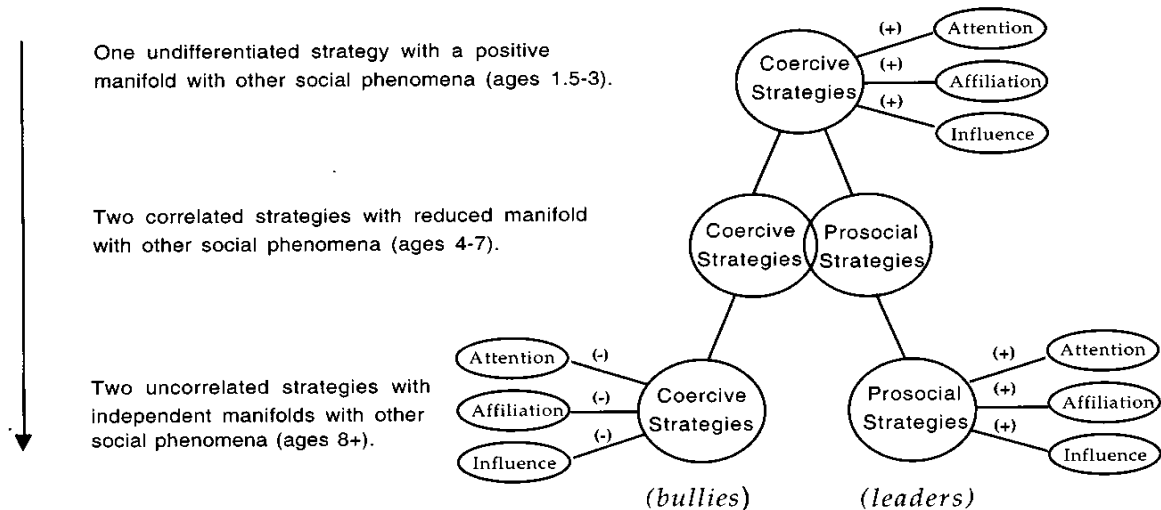 One undifferentiated strategy with a positive
manifold with other social phenomena (ages 1.5-3).
Coercive
Strategies
(+)
Attention
(+)
Affiliation
(+)
Influence
Two correlated strategies with reduced manifold
with other social phenomena (ages 4-7).
Coercive
Strategies
Prosocial
Strategies
Two uncorrelated strategies with
independent manifolds with other
social phenomena (ages 8+).
Attention
(-)
Affiliation
(-)
Influence
(-)
Coercive
Strategies
(bullies)
Prosocial
Strategies
(leaders)
(+)
Attention
(+)
Affiliation
(+)
Influence